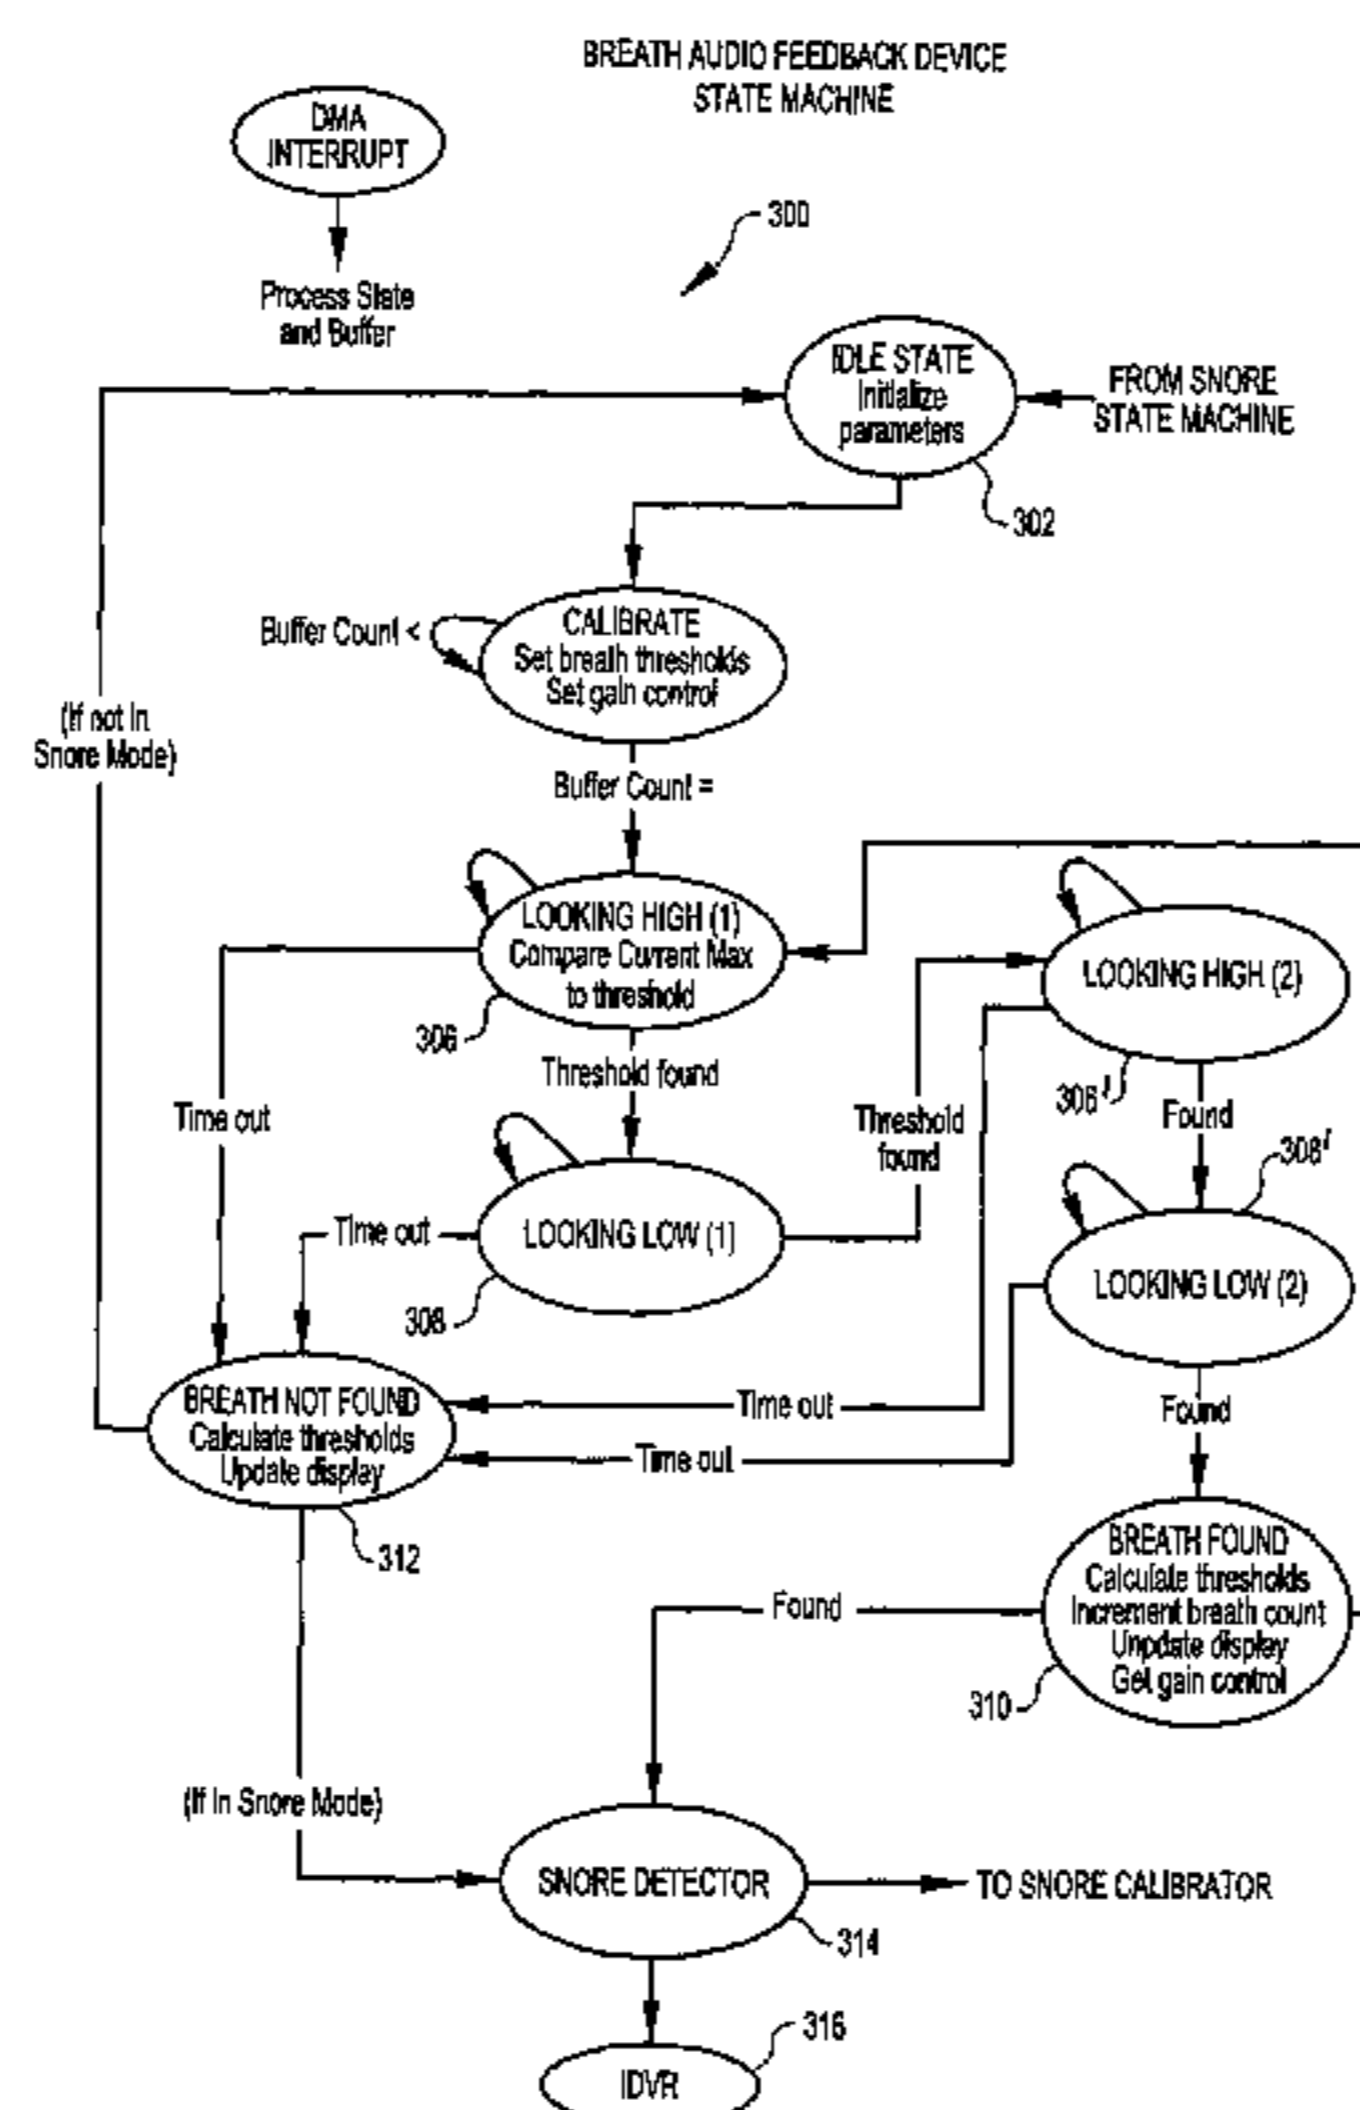 BREATH AUDIO FEEDBACK DEVICE
STATE MACHINE
DMA
INTERRUPT
300
Process State
and Buffer
IDLE STATE
Initialize
parameters
FROM SNORE
STATE MACHINE
302
CALIBRATE
Set breath thresholds
Set gain control
Buffer Count <
(If not In
Snore Mode)
Buffer Count =
LOOKING HIGH (1)
Compare Current Max
to threshold
306
LOOKING HIGH (2)
306'
Threshold found
Time out
Threshold
found
Found
308'
LOOKING LOW (1)
Time out
308
LOOKING LOW (2)
BREATH NOT FOUND
Calculate thresholds
Update display
312
Time out
Time out
Found
BREATH FOUND
Calculate thresholds
Increment breath count
Unpdate display
Get gain control
310
Found
(If In Snore Mode)
SNORE DETECTOR
TO SNORE CALIBRATOR
314
316
IDVR